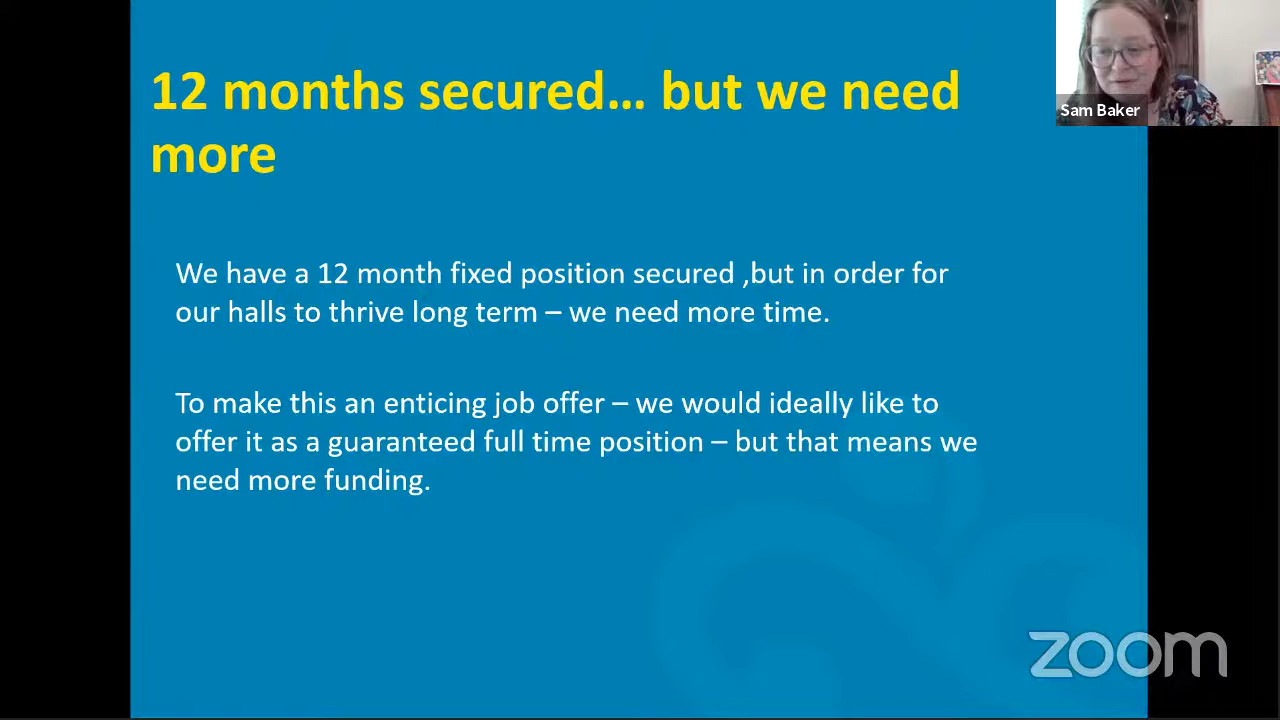 12 months secured... but we need
more
Sam Baker
We have a 12 month fixed position secured ,but in order for
our halls to thrive long term – we need more time.
To make this an enticing job offer – we would ideally like to
offer it as a guaranteed full time position – but that means we
need more funding.
zoom